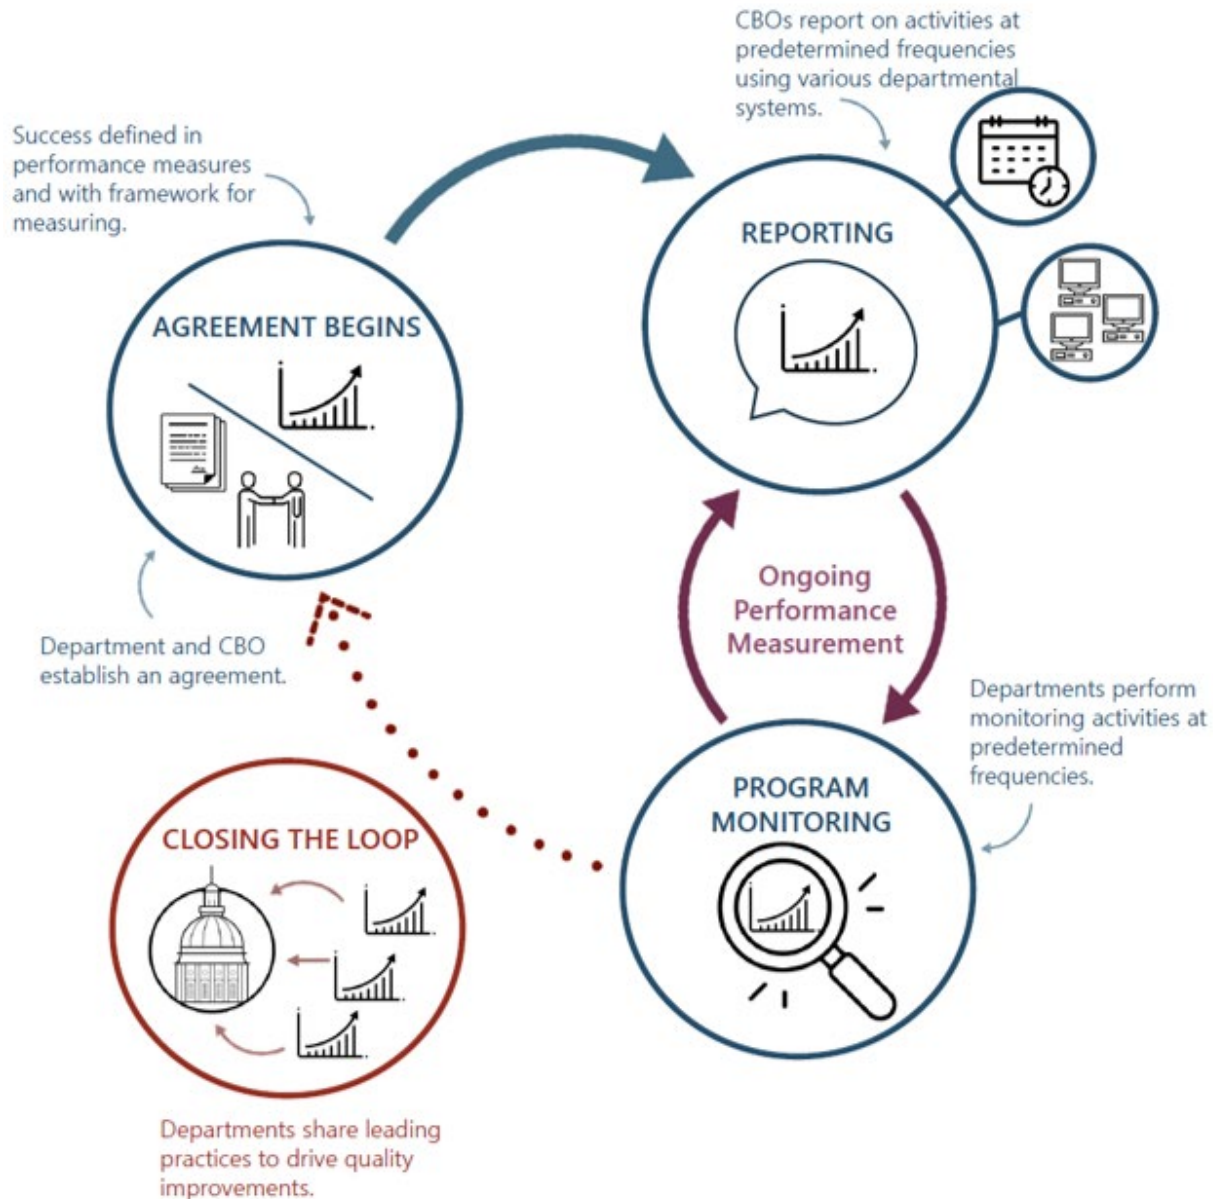 CBOs report on activities at
predetermined frequencies
using various departmental
systems.
Success defined in
performance measures
and with framework for
measuring.
REPORTING
AGREEMENT BEGINS
Ongoing
Performance
Measurement
Department and CBO
establish an agreement.
Departments perform
monitoring activities at
predetermined
frequencies.
PROGRAM
MONITORING
CLOSING THE LOOP
Departments share leading
practices to drive quality
improvements.